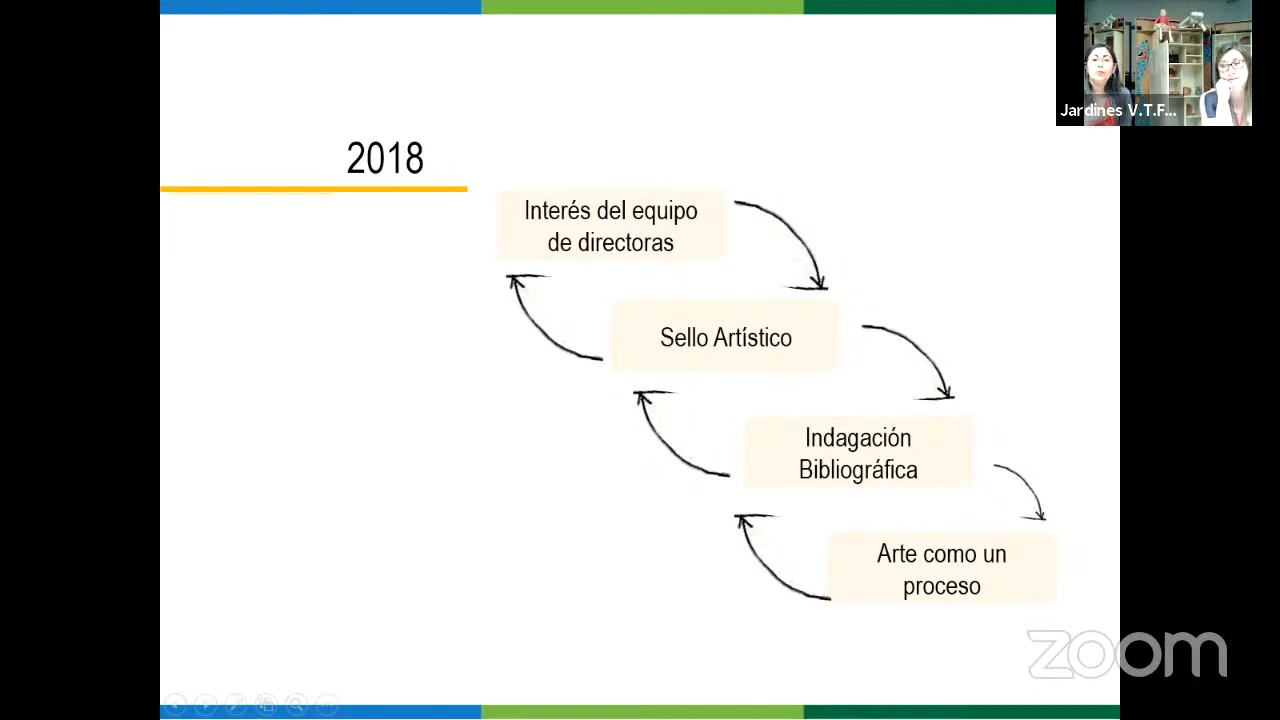 Jardines V.T.F...
2018
Interés del equipo
de directoras
Sello Artístico
Indagación
Bibliográfica
Arte como un
proceso
zoom